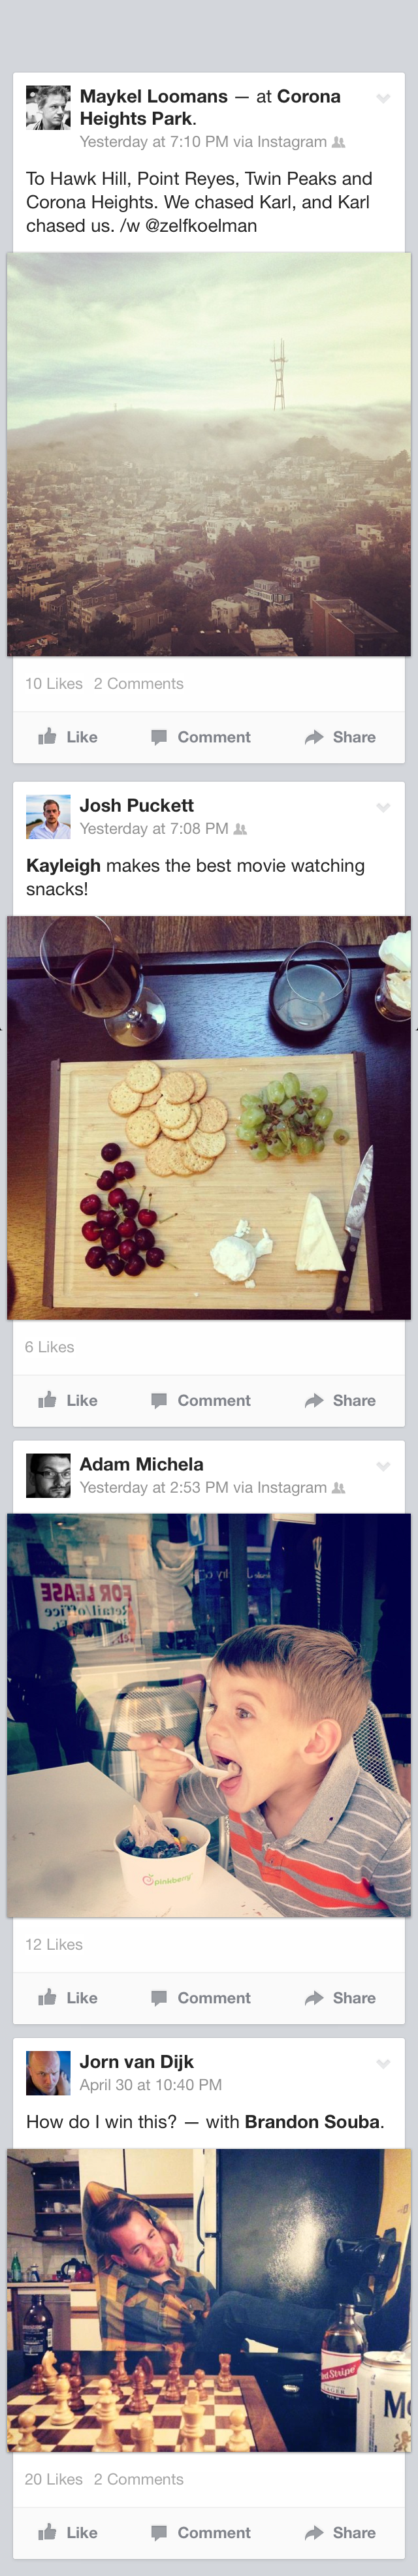 Maykel Loomans — at Corona
Heights Park.
Yesterday at 7:10 PM via Instagram
To Hawk Hill, Point Reyes, Twin Peaks and
Corona Heights. We chased Karl, and Karl
chased us. /w @zelfkoelman
10 Likes 2 Comments
Like Comment Share
Josh Puckett
Yesterday at 7:08 PM
Kayleigh makes the best movie watching
snacks!
6 Likes
Like Comment Share
Adam Michela
Yesterday at 2:53 PM via Instagram
FOR LEASE
Retail/office
pinkberry
12 Likes
Like Comment Share
Jorn van Dijk
April 30 at 10:40 PM
How do I win this? — with Brandon Souba.
Red Stripe
LAGER
20 Likes 2 Comments
Like Comment Share